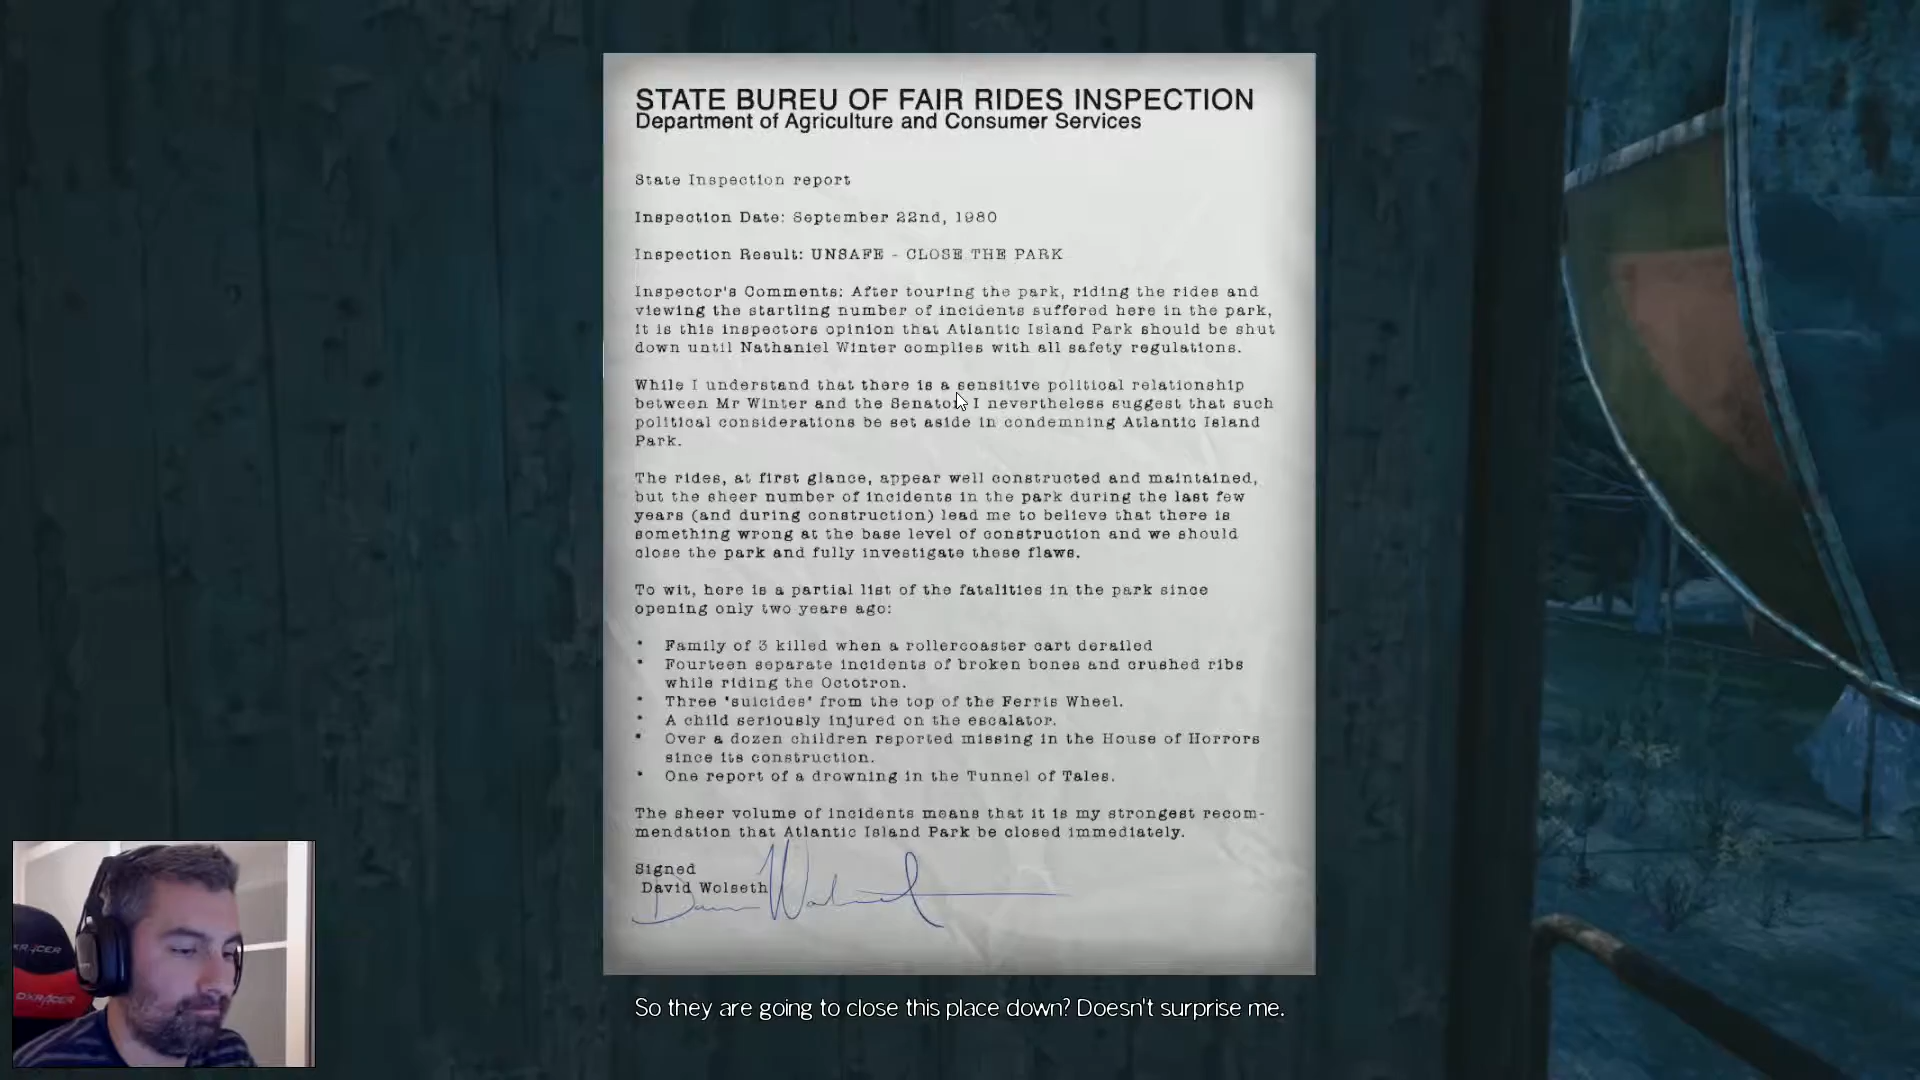 STATE BUREU OF FAIR RIDES INSPECTION
Department of Agriculture and Consumer Services
State Inspection report
Inspection Date: September 22nd, 1980
Inspection Result: UNSAFE - CLOSE THE PARK
Inspector's Comments: After touring the park, riding the rides and
viewing the startling number of incidents suffered here in the park,
it is this inspectors opinion that Atlantic Island Park should be shut
down until Nathaniel Winter complies with all safety regulations.
While I understand that there is a sensitive political relationship
between Mr Winter and the Senator, I nevertheless suggest that such
political considerations be set aside in condemning Atlantic Island
Park.
The rides, at first glance, appear well constructed and maintained,
but the sheer number of incidents in the park during the last few
years (and during construction) lead me to believe that there is
something wrong at the base level of construction and we should
close the park and fully investigate these flaws.
To wit, here is a partial list of the fatalities in the park since
opening only two years ago:
* Family of 3 killed when a rollercoaster cart derailed
* Fourteen separate incidents of broken bones and crushed ribs
while riding the Octotron.
* Three 'suicides' from the top of the Ferris Wheel.
* A child seriously injured on the escalator.
* Over a dozen children reported missing in the House of Horrors
since its construction.
* One report of a drowning in the Tunnel of Tales.
The sheer volume of incidents means that it is my strongest recom-
mendation that Atlantic Island Park be closed immediately.
Signed
David Wolseth
So they are going to close this place down? Doesn't surprise me.
DXRACER